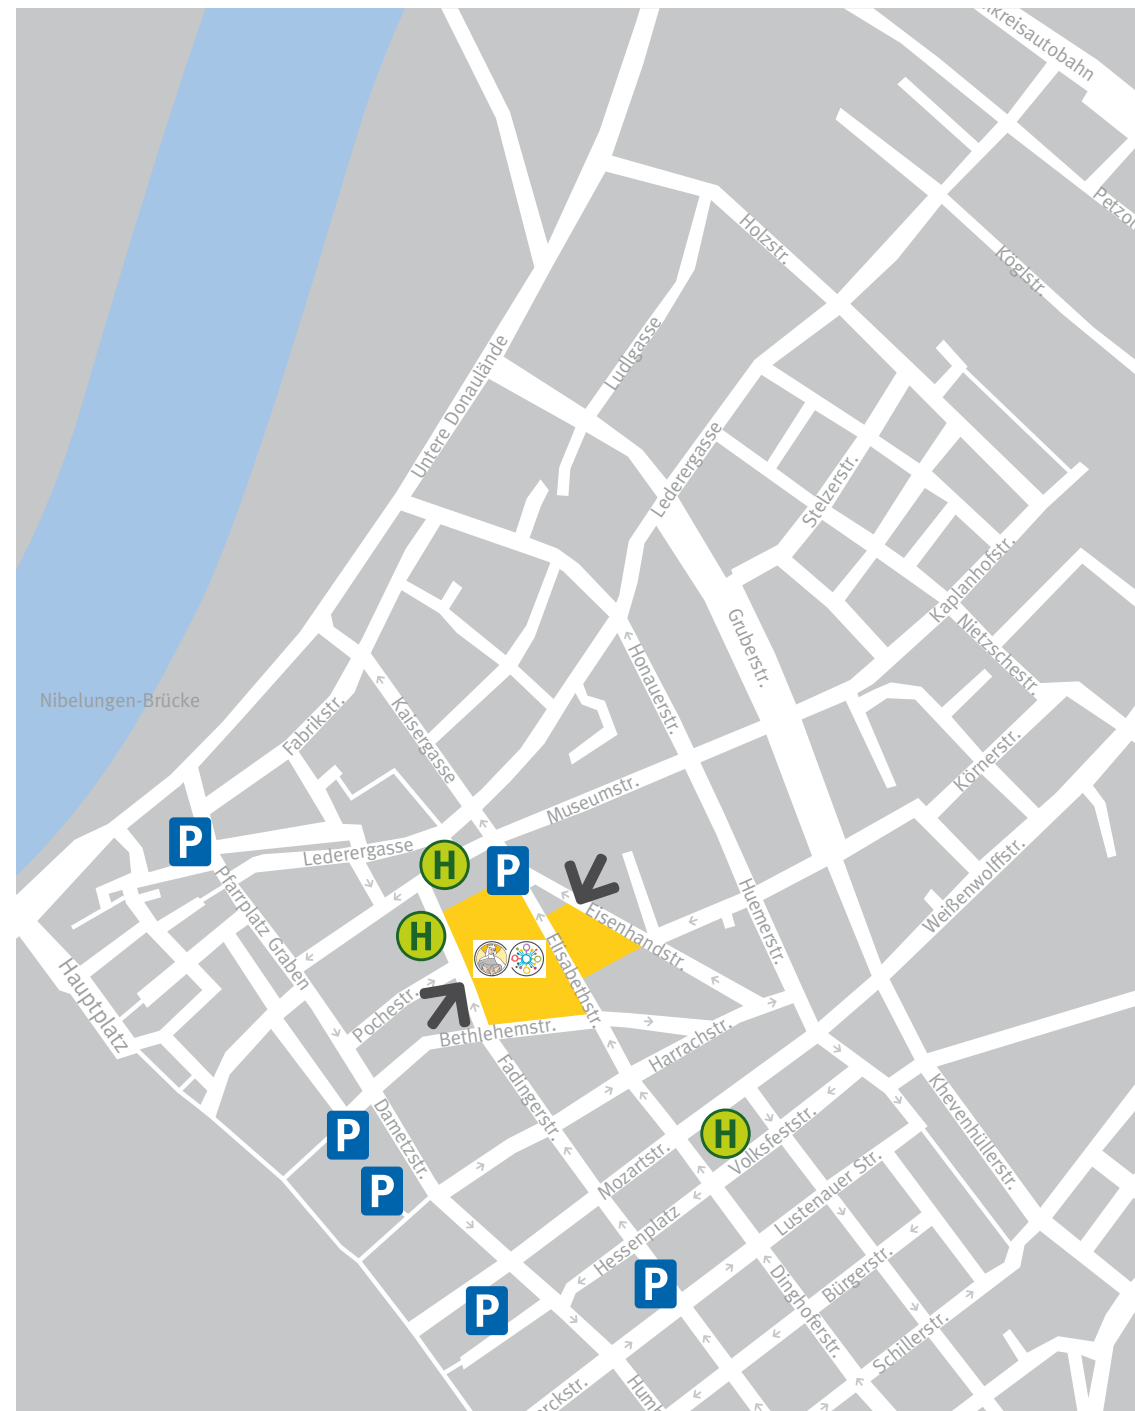 Holzstr.
Köglstr.
Ludlgasse
Untere Donaulände
Lederergasse
Stelzerstr.
Kaplanhofstr.
Nietzschestr.
Gruberstr.
Honauerstr.
Nibelungen-Brücke
Fabrikstr.
Kaisergasse
Körnerstr.
Museumstr.
P
Lederergasse
H
P
Weißenwolffstr.
Pfarrplatz
Graben
Huemerstr.
Eisenhandstr.
H
Elisabethstr.
Hauptplatz
Pochestr.
Bethlehemstr.
Harrachstr.
Fadingerstr.
Khevenhüllerstr.
Dametzstr.
P
H
Volksfeststr.
Mozartstr.
P
Lustenauer Str.
Hessenplatz
Bürgerstr.
P
Dinghoferstr.
P
Schillerstr.